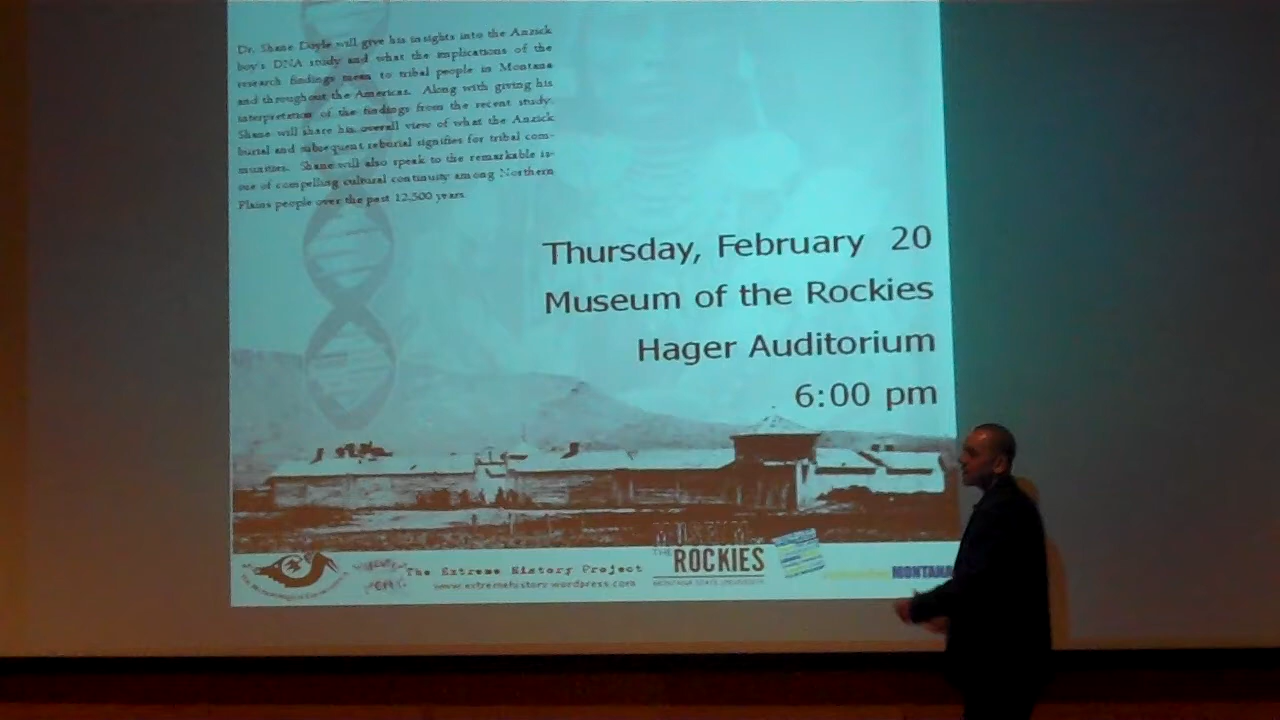 Dr. Shane Doyle will give his insights into the Anzick
boy's DNA study and what the implications of the
research findings mean to tribal people in Montana
and throughout the Americas. Along with giving his
interpretation of the findings from the recent study,
Shane will share his overall view of what the Anzick
burial and subsequent reburial signifies for tribal com-
munities. Shane will also speak to the remarkable is-
sue of compelling cultural continuity among Northern
Plains people over the past 12,500 years.
Thursday, February 20
Museum of the Rockies
Hager Auditorium
6:00 pm
MUSEUM
THE ROCKIES
MONTANA STATE UNIVERSITY
The Extreme History Project
www.extremehistory.wordpress.com
MONTANA